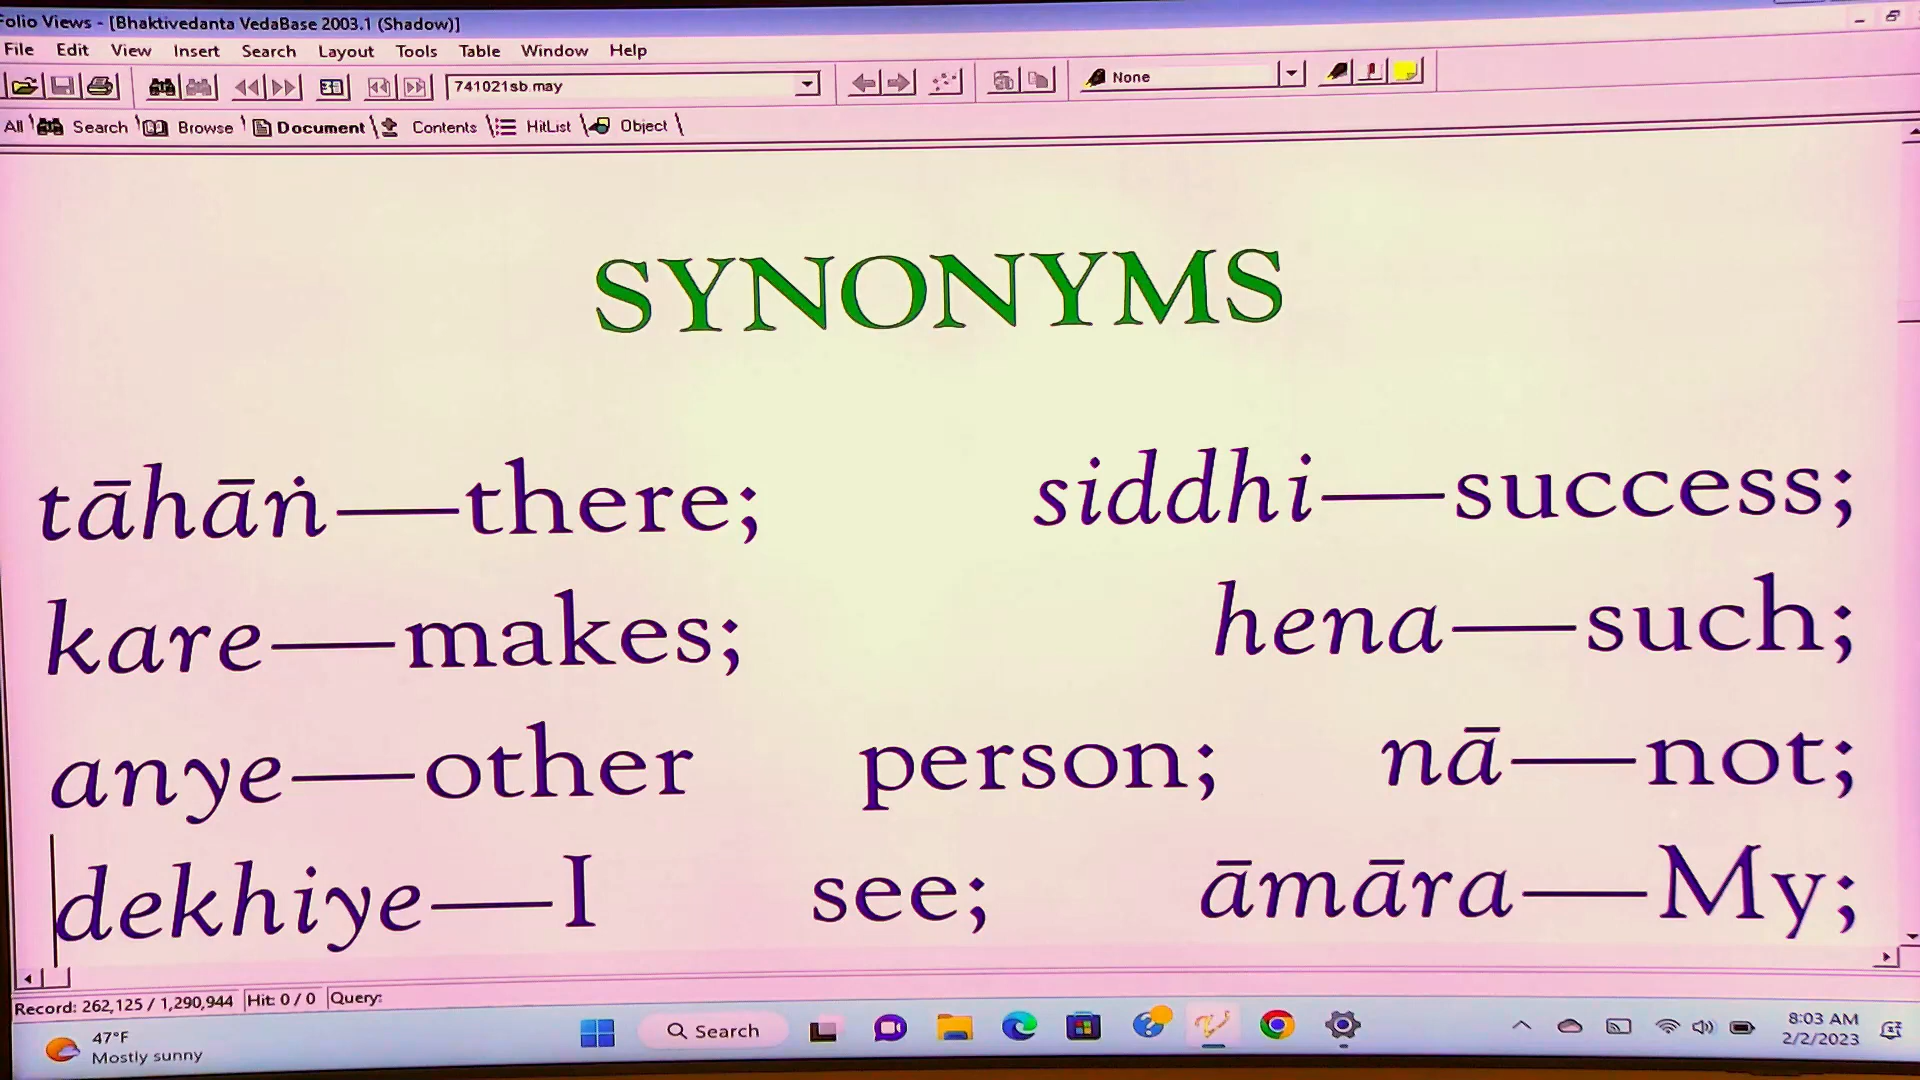 Folio Views - [Bhaktivedanta VedaBase 2003.1 (Shadow)]
File Edit View Insert Search Layout Tools Table Window Help
741021sb.may None
All Search Browse Document Contents HitList Object
SYNONYMS
tāhāṅ—there; siddhi—success;
kare—makes; hena—such;
anye—other person; nā—not;
dekhiye—I see; āmāra—My;
Record: 262,125 / 1,290,944 Hit: 0 / 0 Query:
47°F
Mostly sunny
Search
8:03 AM
2/2/2023